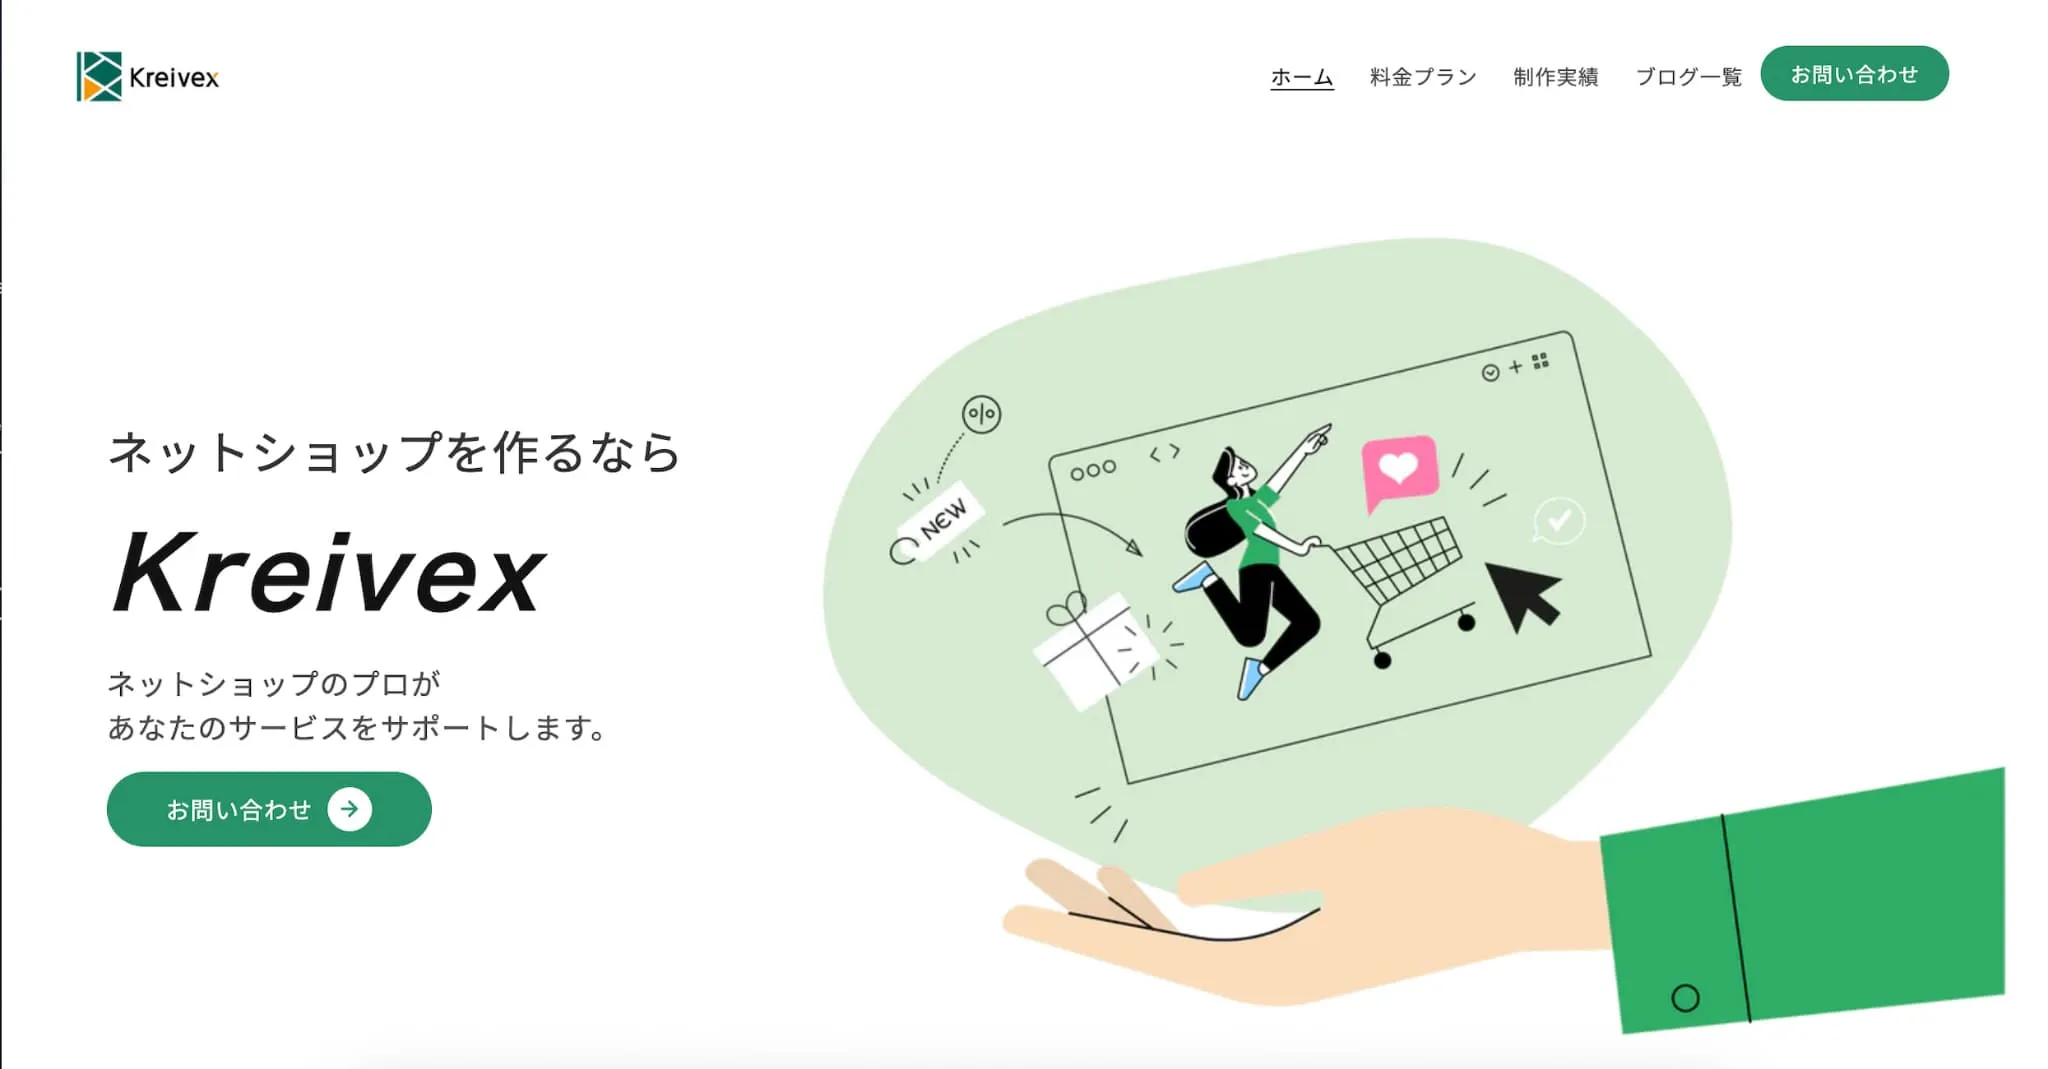 Kreivex
ホーム 料金プラン 制作実績 ブログ一覧 お問い合わせ
ネットショップを作るなら
Kreivex
ネットショップのプロが
あなたのサービスをサポートします。
お問い合わせ
NEW